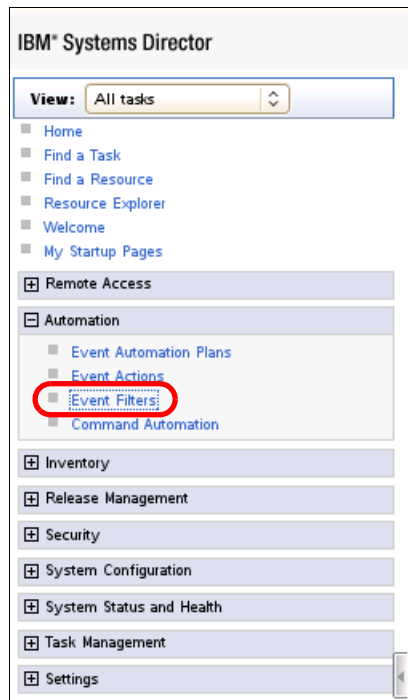 IBM® Systems Director
View: All tasks
Home
Find a Task
Find a Resource
Resource Explorer
Welcome
My Startup Pages
Remote Access
Automation
Event Automation Plans
Event Actions
Event Filters
Command Automation
Inventory
Release Management
Security
System Configuration
System Status and Health
Task Management
Settings